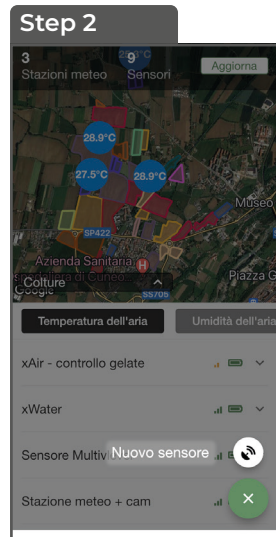 Step 2
3
Stazioni meteo
9
Sensori
Aggiorna
28.9°C
27.5°C
28.9°C
Museo
SP422
Azienda Sanitaria
H
Piazza G
Colture
Google
SS705
Temperatura dell'aria
Umidità dell'aria
xAir - controllo gelate
xWater
Sensore Multiv
Nuovo sensore
Stazione meteo + cam